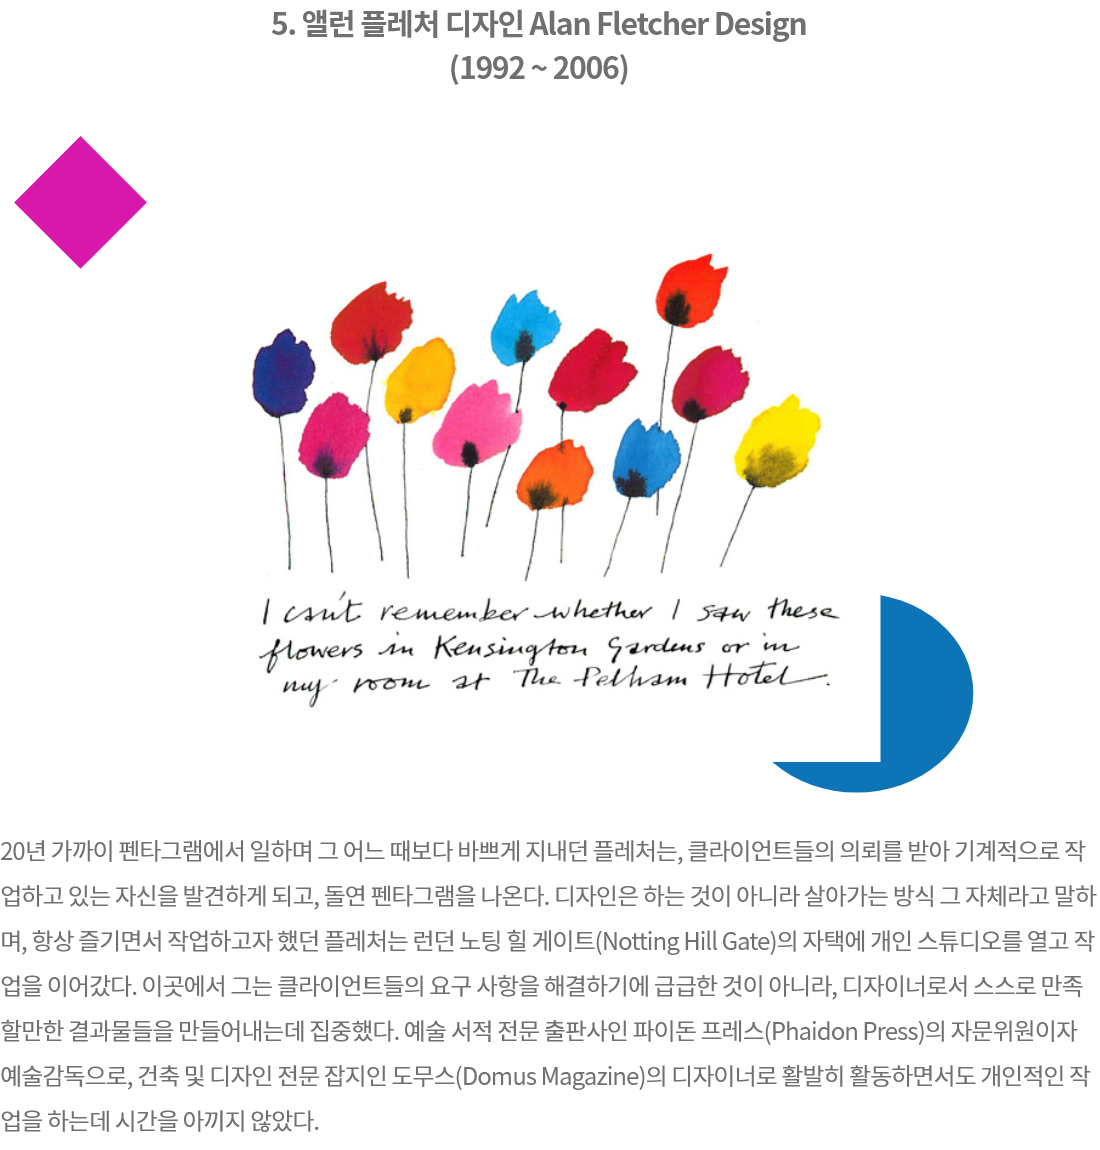 5. 앨런 플레처 디자인 Alan Fletcher Design
(1992 ~ 2006)
I can't remember whether I saw these
flowers in Kensington Gardens or in
my room at The Pelham Hotel.
20년 가까이 펜타그램에서 일하며 그 어느 때보다 바쁘게 지내던 플레처는, 클라이언트들의 의뢰를 받아 기계적으로 작
업하고 있는 자신을 발견하게 되고, 돌연 펜타그램을 나온다. 디자인은 하는 것이 아니라 살아가는 방식 그 자체라고 말하
며, 항상 즐기면서 작업하고자 했던 플레처는 런던 노팅 힐 게이트(Notting Hill Gate)의 자택에 개인 스튜디오를 열고 작
업을 이어갔다. 이곳에서 그는 클라이언트들의 요구 사항을 해결하기에 급급한 것이 아니라, 디자이너로서 스스로 만족
할만한 결과물들을 만들어내는데 집중했다. 예술 서적 전문 출판사인 파이돈 프레스(Phaidon Press)의 자문위원이자
예술감독으로, 건축 및 디자인 전문 잡지인 도무스(Domus Magazine)의 디자이너로 활발히 활동하면서도 개인적인 작
업을 하는데 시간을 아끼지 않았다.